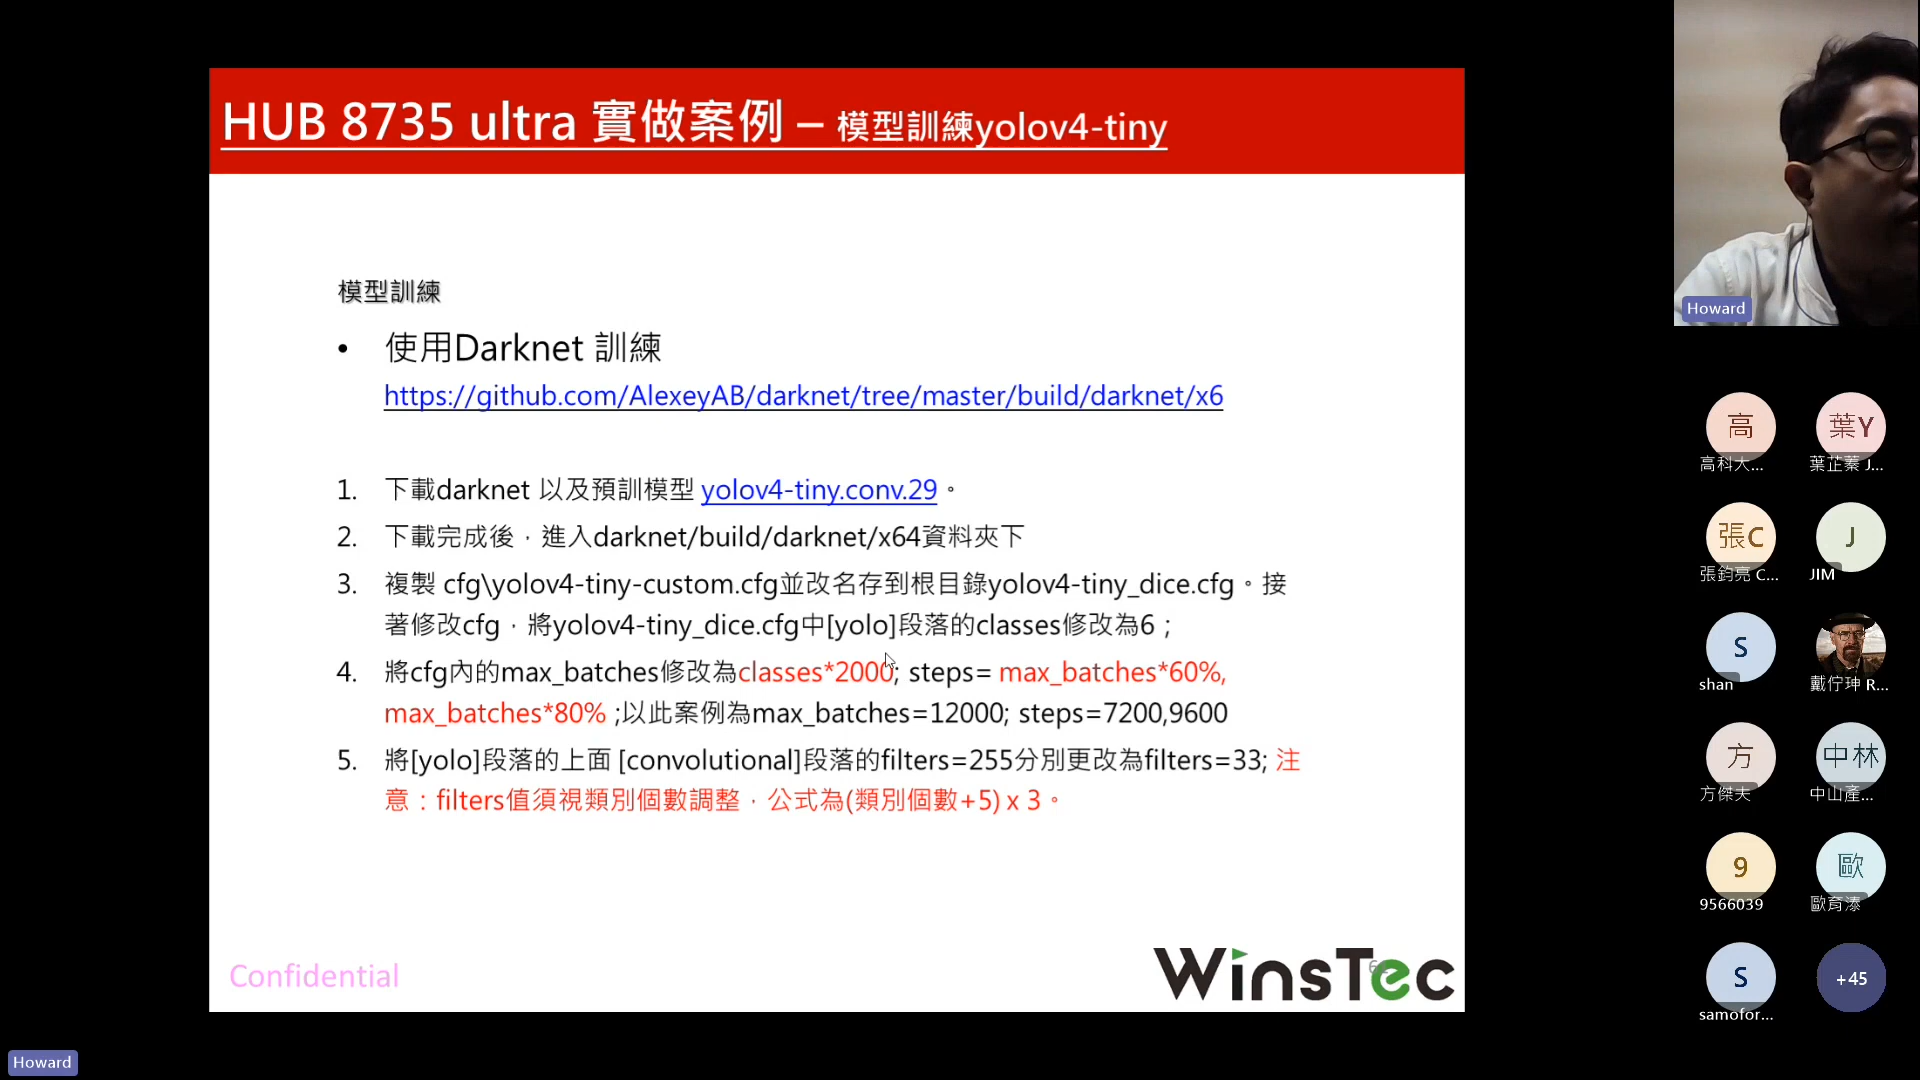 HUB 8735 ultra 實做案例 – 模型訓練yolov4-tiny
模型訓練
• 使用Darknet 訓練
https://github.com/AlexeyAB/darknet/tree/master/build/darknet/x6
1. 下載darknet 以及預訓模型 yolov4-tiny.conv.29。
2. 下載完成後，進入darknet/build/darknet/x64資料夾下
3. 複製 cfg\yolov4-tiny-custom.cfg並改名存到根目錄yolov4-tiny_dice.cfg。接
著修改cfg，將yolov4-tiny_dice.cfg中[yolo]段落的classes修改為6；
4. 將cfg內的max_batches修改為classes*2000; steps= max_batches*60%,
max_batches*80% ;以此案例為max_batches=12000; steps=7200,9600
5. 將[yolo]段落的上面 [convolutional]段落的filters=255分別更改為filters=33; 注
意：filters值須視類別個數調整，公式為(類別個數+5) x 3。
Confidential
WinsTec
Howard
高
高科大...
葉Y
葉芷蓁 J...
張C
張鈞亮 C...
J
JIM
S
shan
戴佇珅 R...
方
方傑夫
中林
中山產...
9
9566039
歐
歐育溙
S
samofor...
+45
Howard